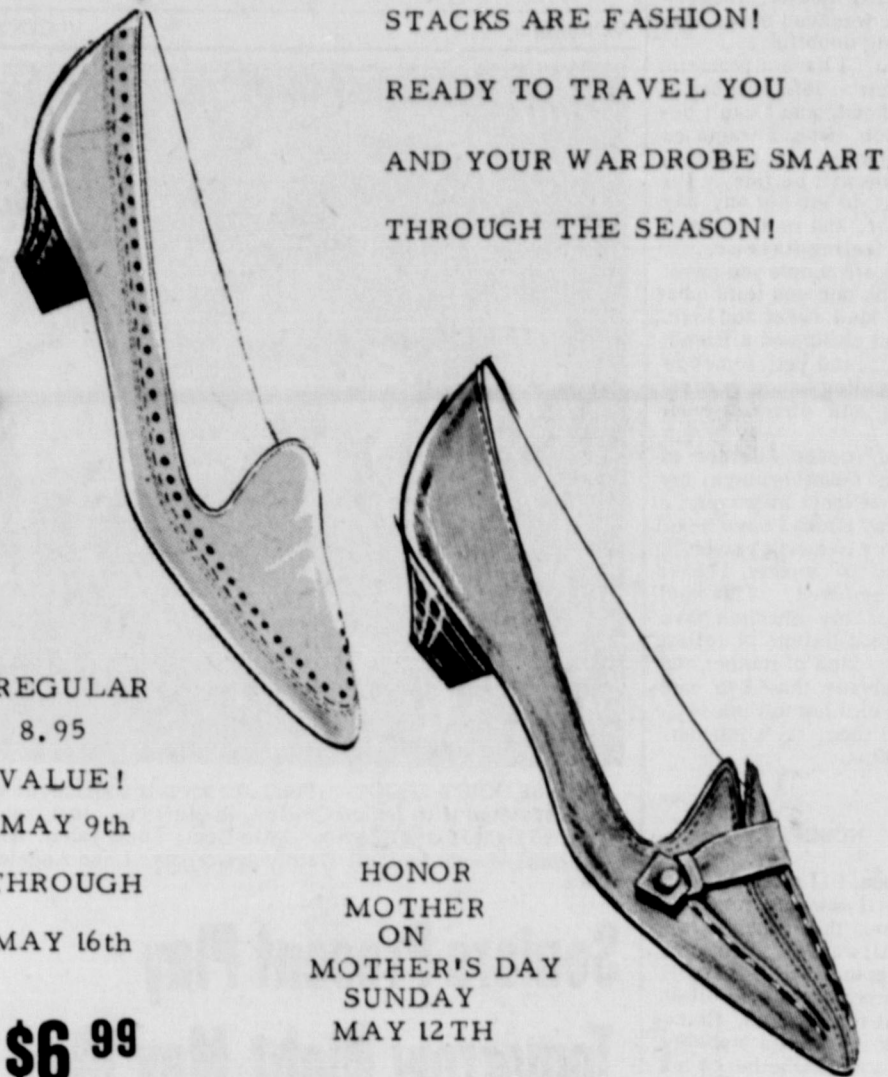 STACKS ARE FASHION!
READY TO TRAVEL YOU
AND YOUR WARDROBE SMART
THROUGH THE SEASON!
REGULAR
8.95
VALUE!
MAY 9th
THROUGH
MAY 16th
$6 99
HONOR
MOTHER
ON
MOTHER'S DAY
SUNDAY
MAY 12TH